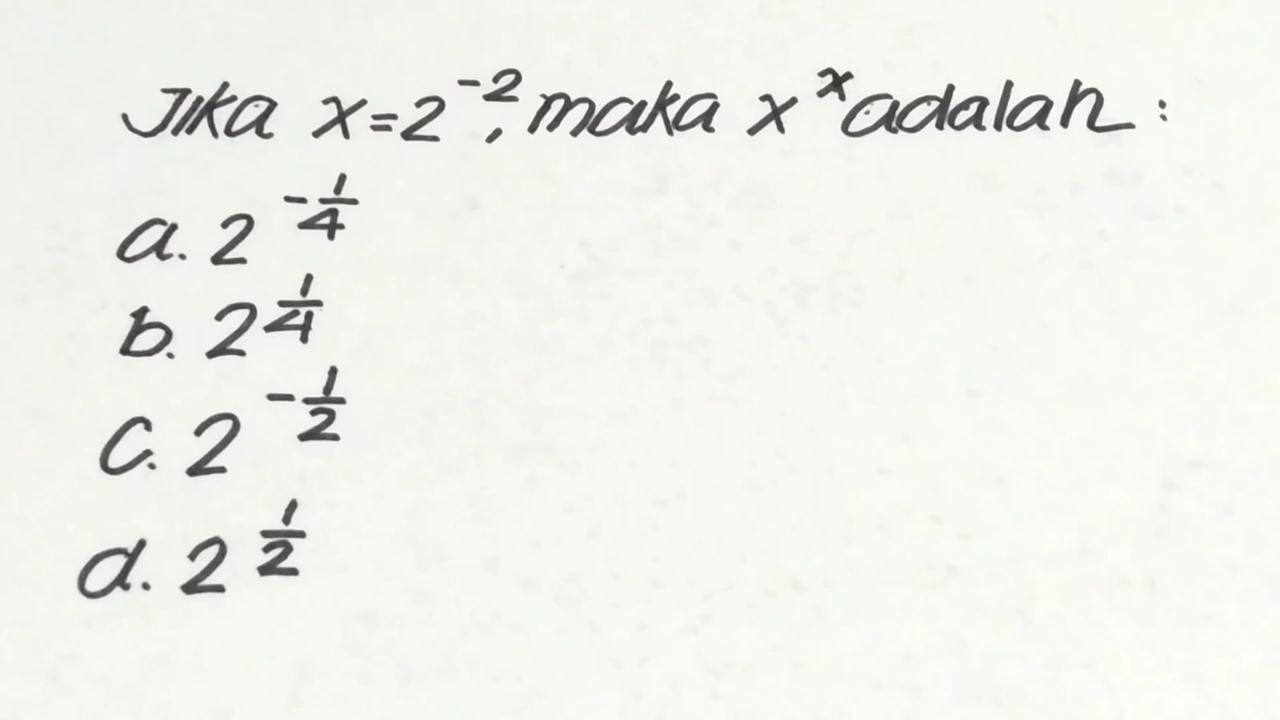 Jika x=2^-2, maka x^x adalah :
a. 2^-1/4
b. 2^1/4
c. 2^-1/2
d. 2^1/2